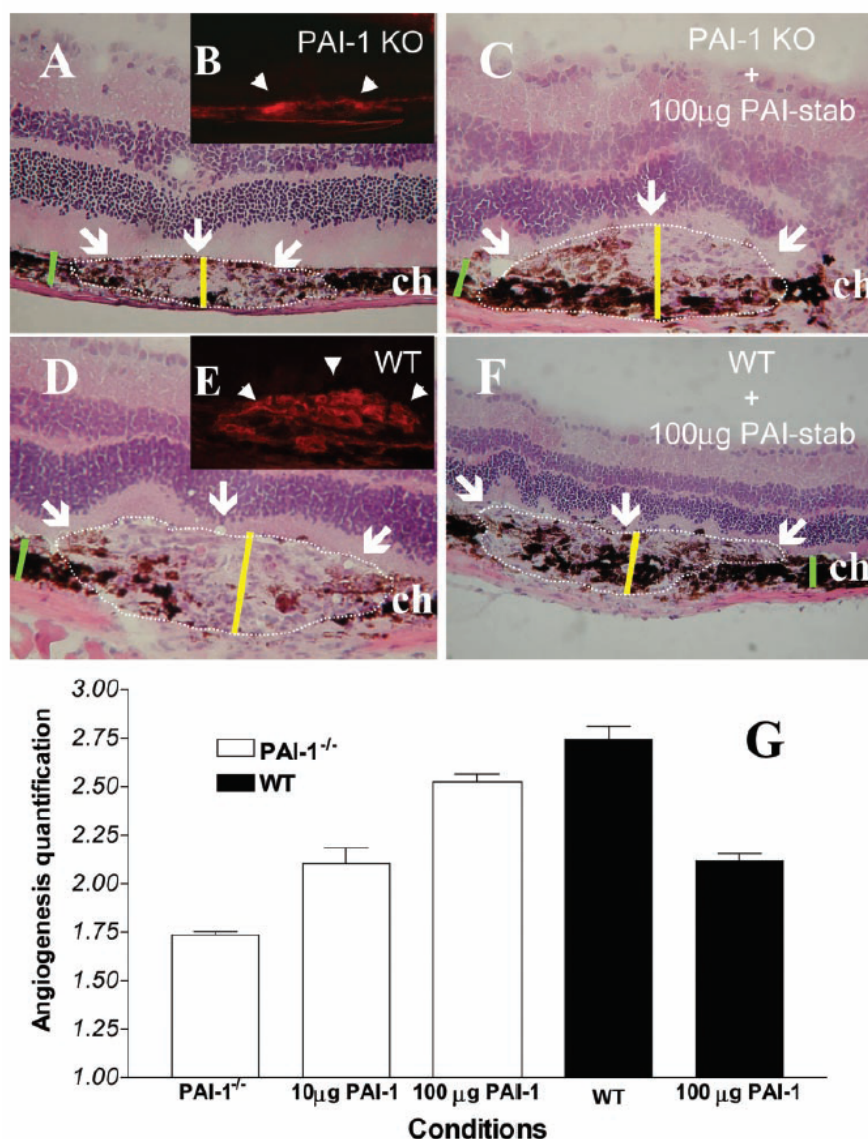 A
B
PAI-1 KO
ch
C
PAI-1 KO
+
100µg PAI-stab
ch
D
E
WT
ch
F
WT
+
100µg PAI-stab
ch
G
Angiogenesis quantification
3.00
2.75
2.50
2.25
2.00
1.75
1.50
1.25
1.00
PAI-1-/-
WT
PAI-1-/-
10µg PAI-1
100 µg PAI-1
WT
100 µg PAI-1
Conditions